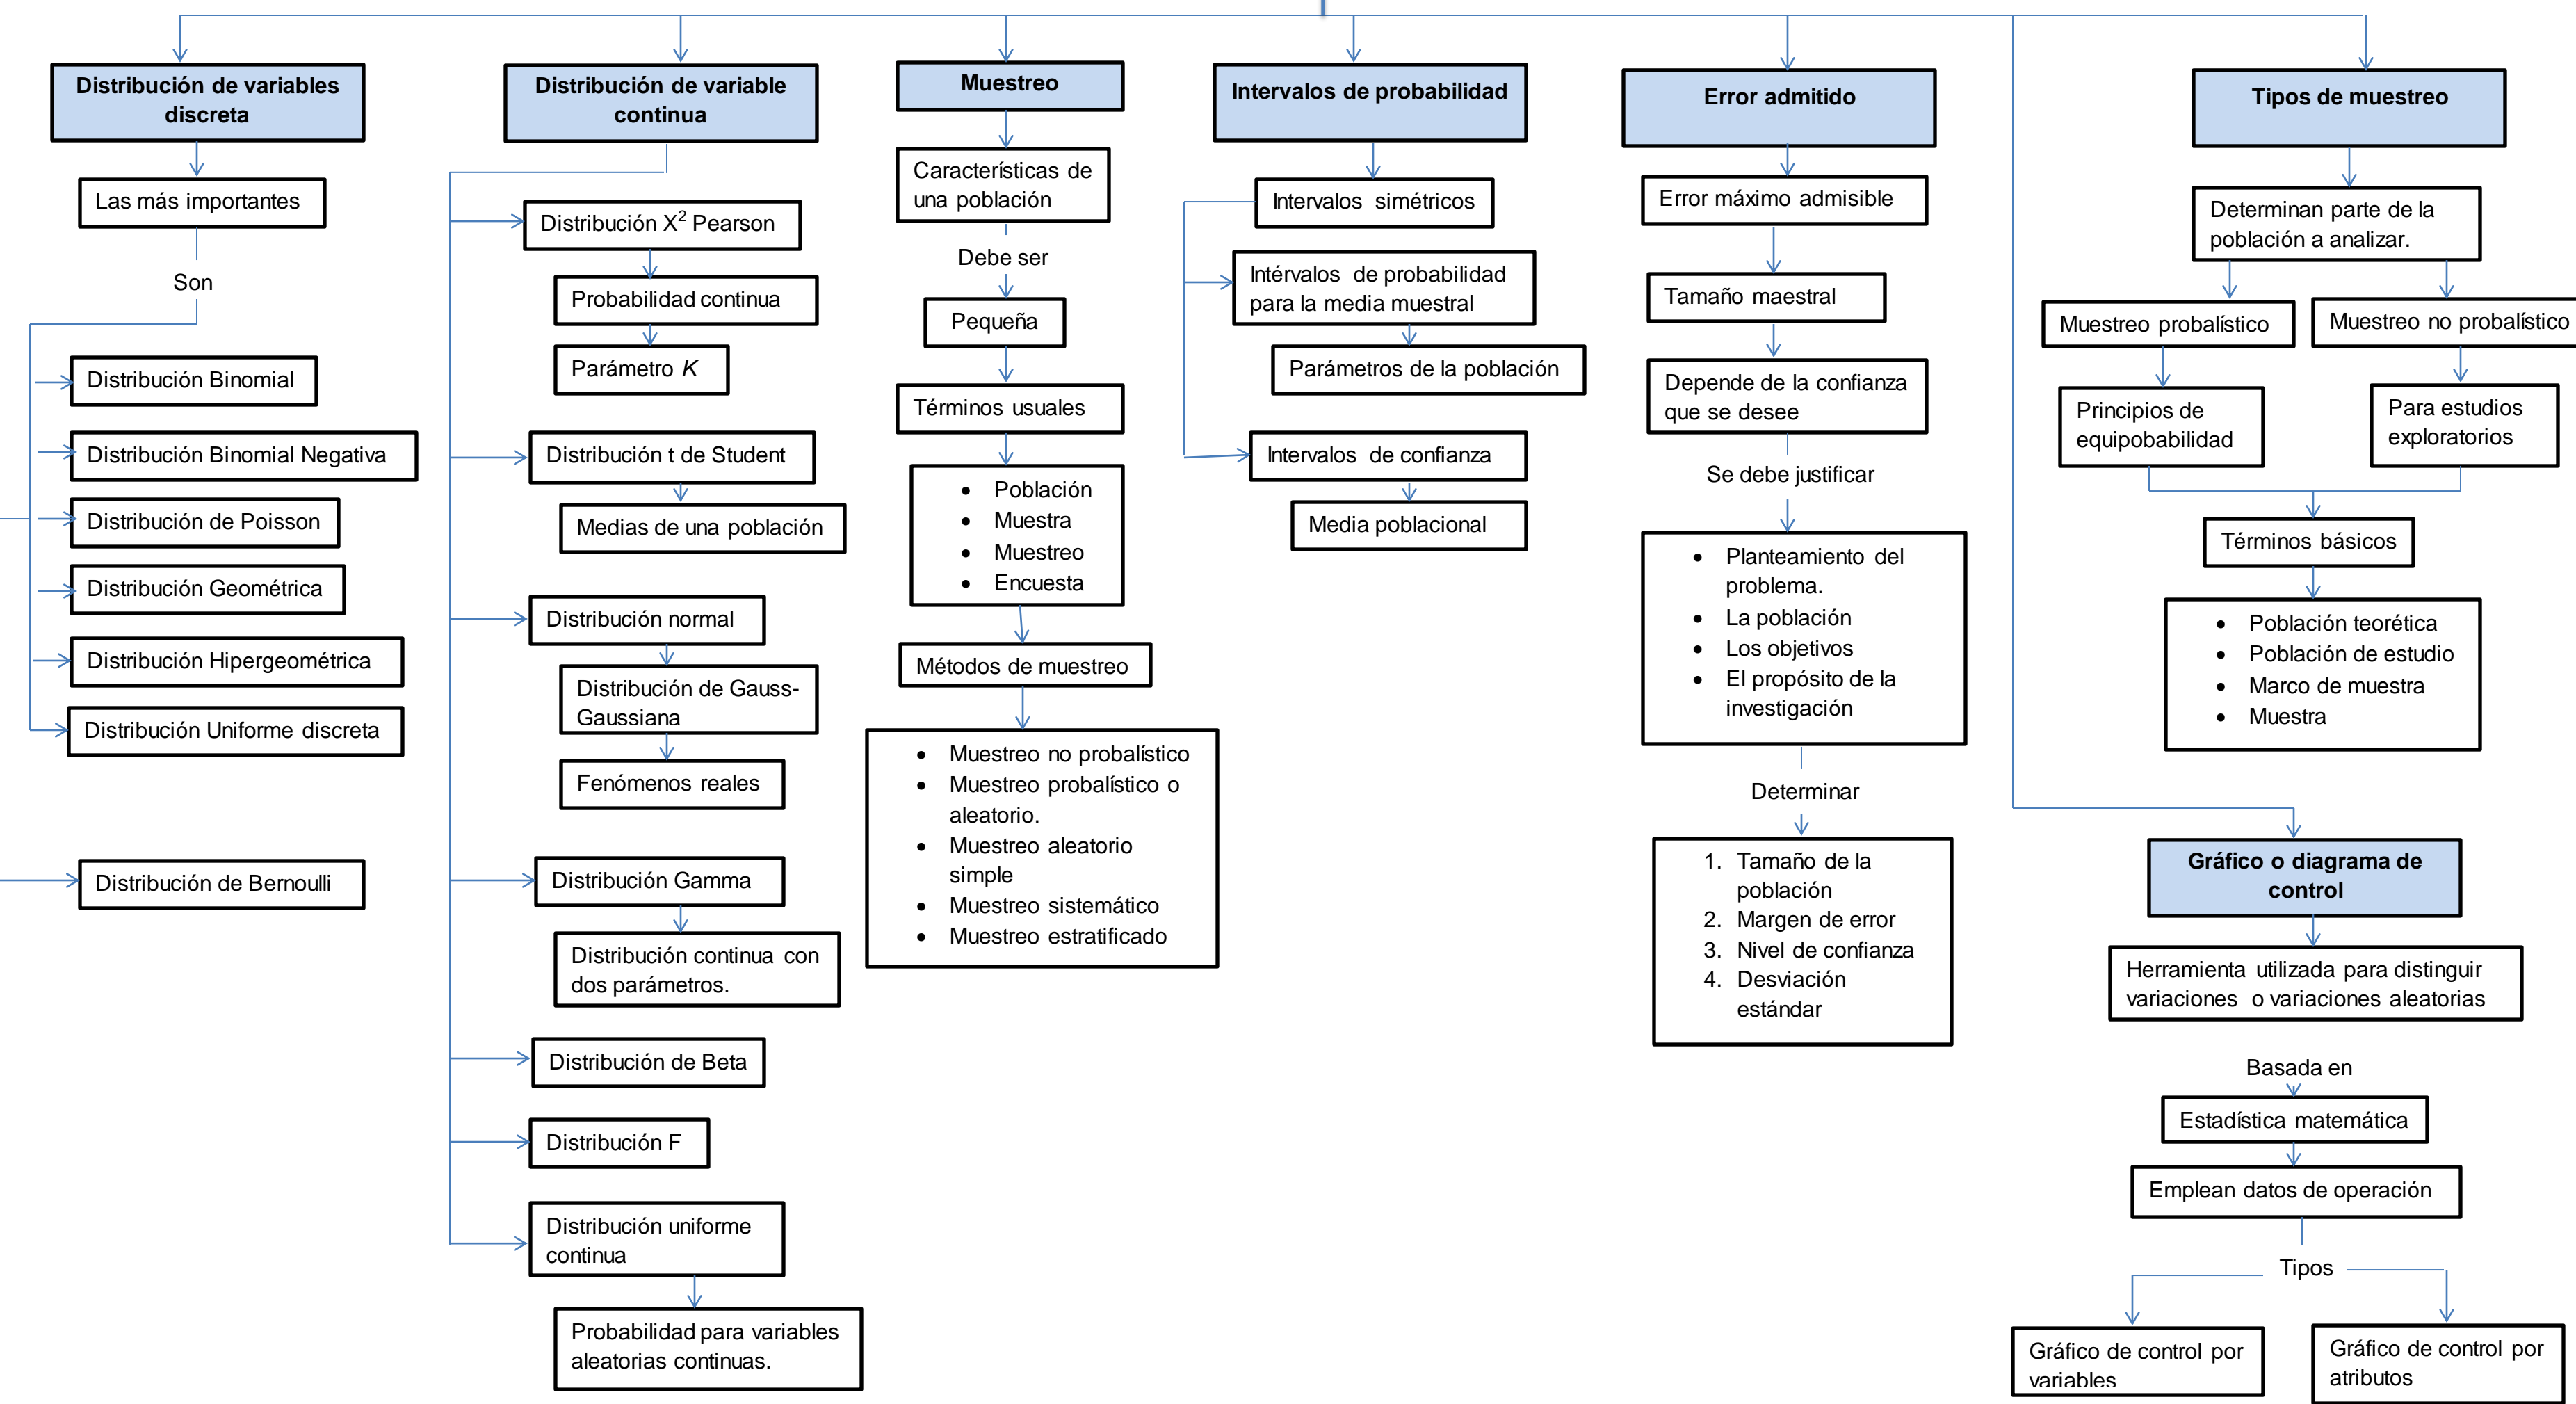 Distribución de variables
discreta
Las más importantes
Son
Distribución Binomial
Distribución Binomial Negativa
Distribución de Poisson
Distribución Geométrica
Distribución Hipergeométrica
Distribución Uniforme discreta
Distribución de Bernoulli
Distribución de variable
continua
Distribución X² Pearson
Probabilidad continua
Parámetro K
Distribución t de Student
Medias de una población
Distribución normal
Distribución de Gauss-
Gaussiana
Fenómenos reales
Distribución Gamma
Distribución continua con
dos parámetros.
Distribución de Beta
Distribución F
Distribución uniforme
continua
Probabilidad para variables
aleatorias continuas.
Muestreo
Características de
una población
Debe ser
Pequeña
Términos usuales
• Población
• Muestra
• Muestreo
• Encuesta
Métodos de muestreo
• Muestreo no probalístico
• Muestreo probalístico o
aleatorio.
• Muestreo aleatorio
simple
• Muestreo sistemático
• Muestreo estratificado
Intervalos de probabilidad
Intervalos simétricos
Intérvalos de probabilidad
para la media muestral
Parámetros de la población
Intervalos de confianza
Media poblacional
Error admitido
Error máximo admisible
Tamaño maestral
Depende de la confianza
que se desee
Se debe justificar
• Planteamiento del
problema.
• La población
• Los objetivos
• El propósito de la
investigación
Determinar
1. Tamaño de la
población
2. Margen de error
3. Nivel de confianza
4. Desviación
estándar
Tipos de muestreo
Determinan parte de la
población a analizar.
Muestreo probalístico
Muestreo no probalístico
Principios de
equipobabilidad
Para estudios
exploratorios
Términos básicos
• Población teorética
• Población de estudio
• Marco de muestra
• Muestra
Gráfico o diagrama de
control
Herramienta utilizada para distinguir
variaciones o variaciones aleatorias
Basada en
Estadística matemática
Emplean datos de operación
Tipos
Gráfico de control por
variables
Gráfico de control por
atributos